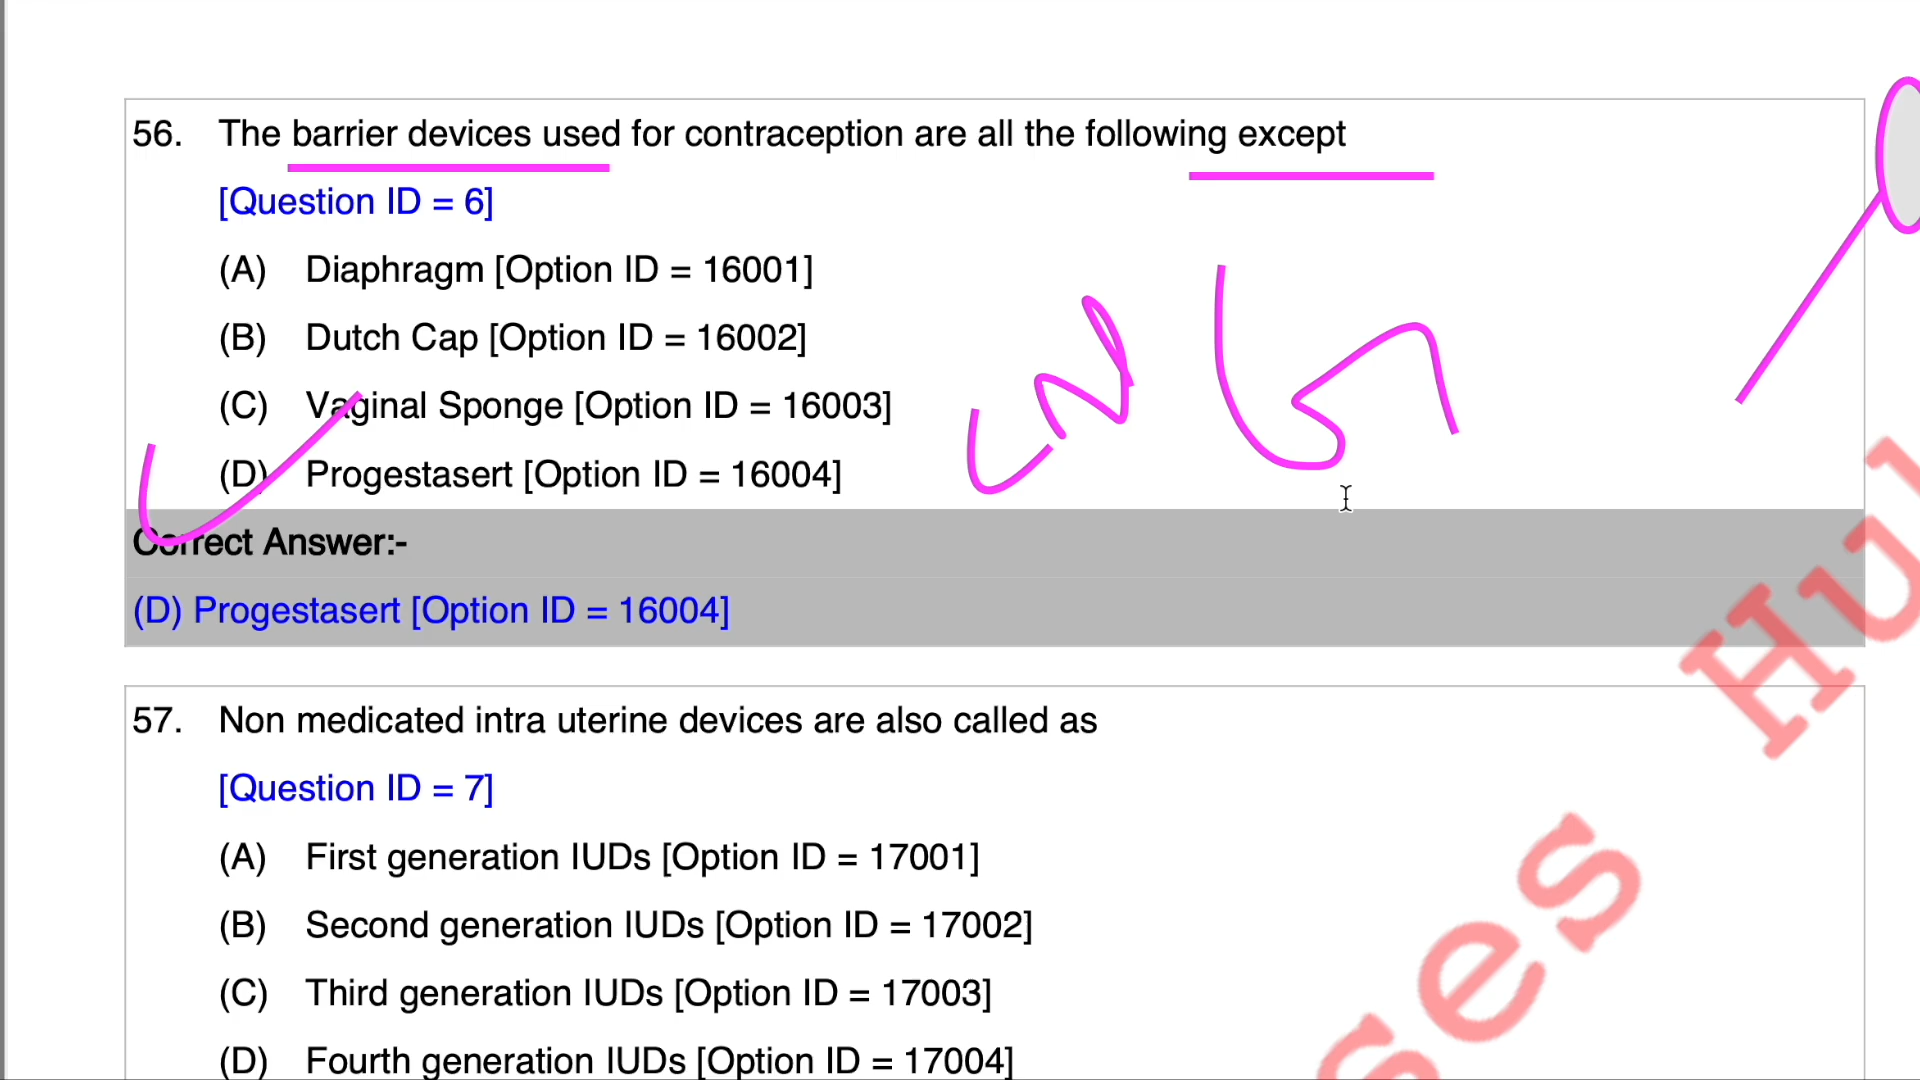 56. The barrier devices used for contraception are all the following except
[Question ID = 6]
(A) Diaphragm [Option ID = 16001]
(B) Dutch Cap [Option ID = 16002]
(C) Vaginal Sponge [Option ID = 16003]
(D) Progestasert [Option ID = 16004]
Correct Answer:-
(D) Progestasert [Option ID = 16004]
57. Non medicated intra uterine devices are also called as
[Question ID = 7]
(A) First generation IUDs [Option ID = 17001]
(B) Second generation IUDs [Option ID = 17002]
(C) Third generation IUDs [Option ID = 17003]
(D) Fourth generation IUDs [Option ID = 17004]